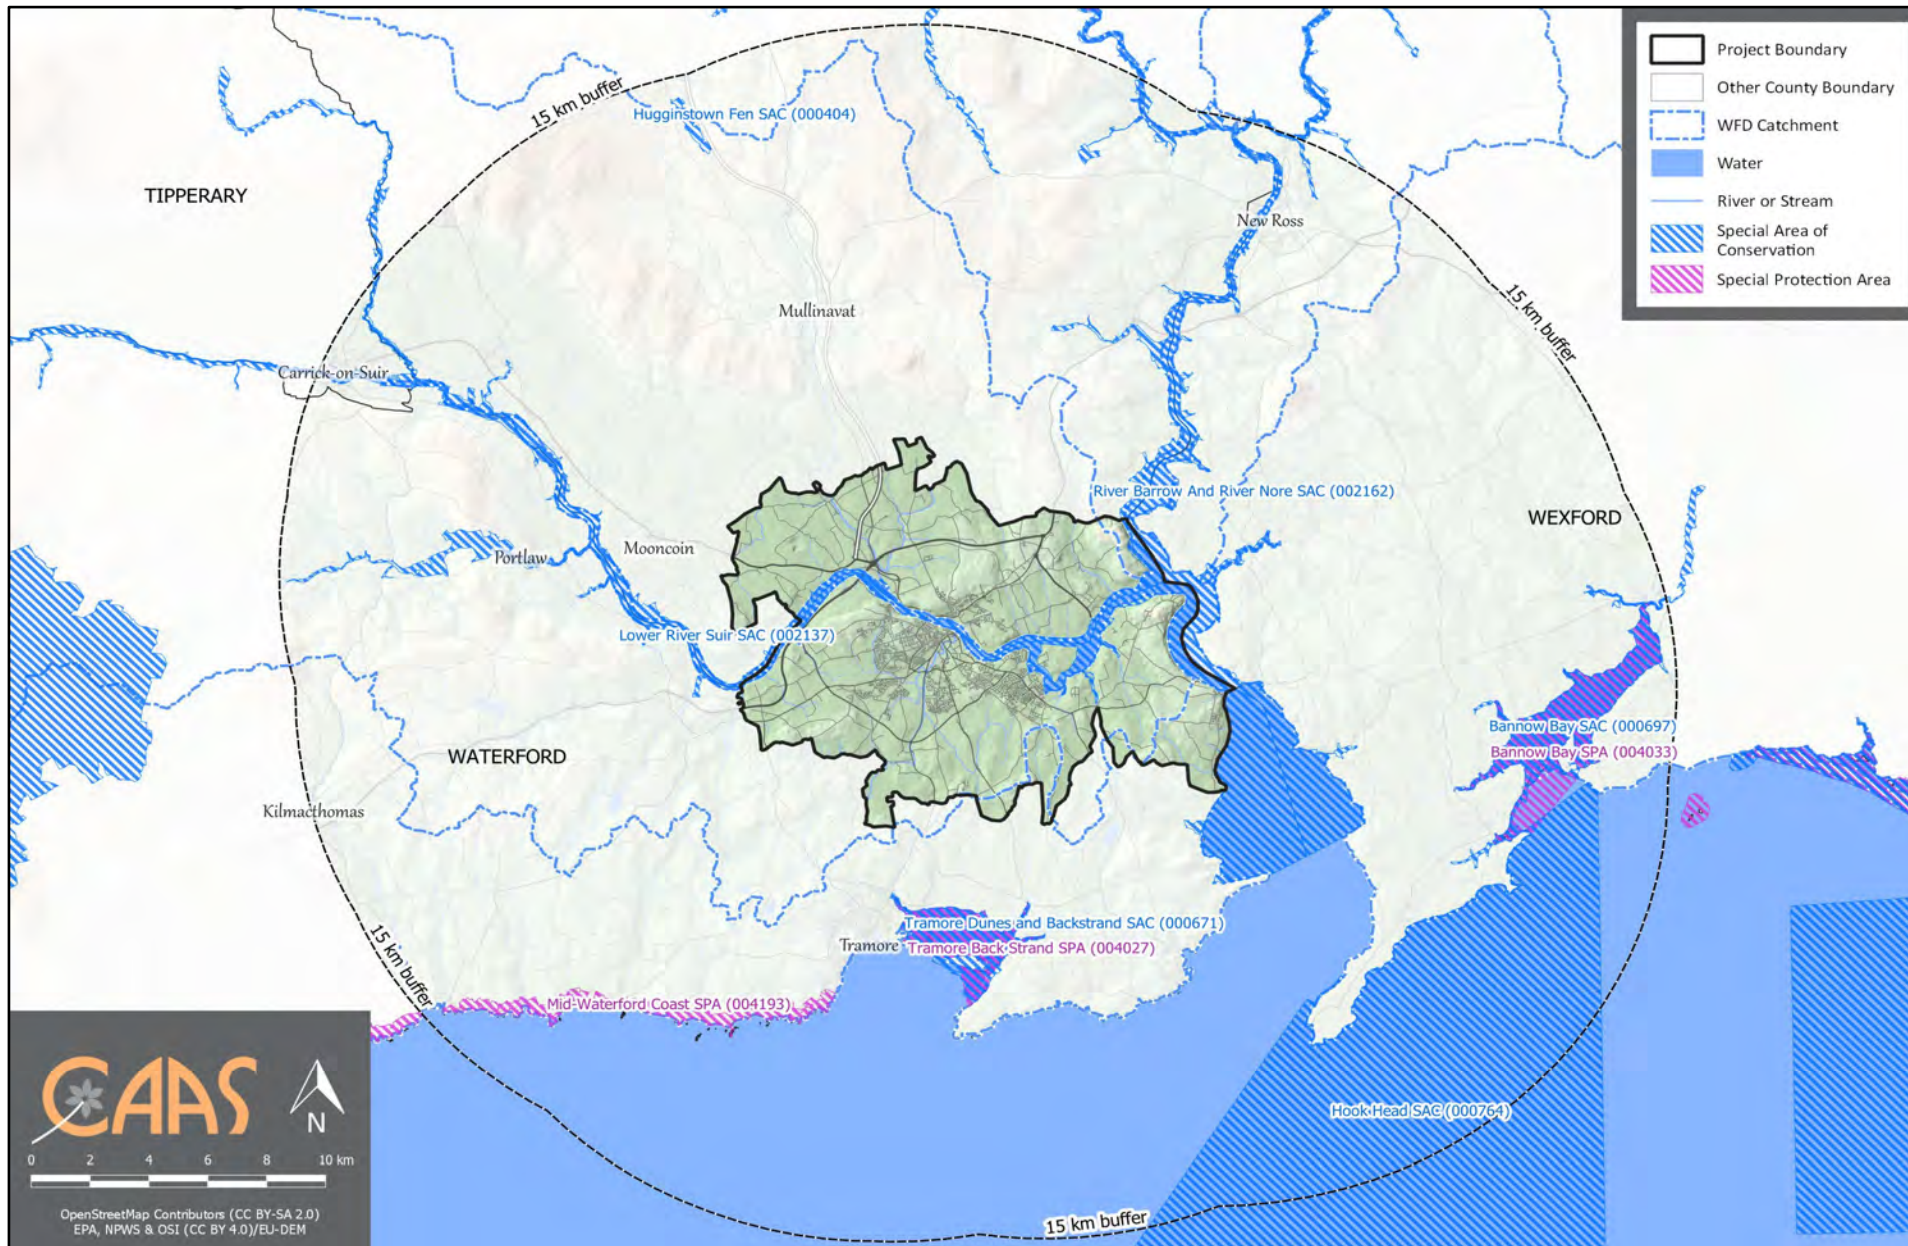 Project Boundary
Other County Boundary
WFD Catchment
Water
River or Stream
Special Area of
Conservation
Special Protection Area
15 km buffer
Hugginstown Fen SAC (000404)
TIPPERARY
New Ross
Mullinavat
15 km buffer
Carrick-on-Suir
River Barrow And River Nore SAC (002162)
WEXFORD
Mooncoin
Portlaw
Lower River Suir SAC (002137)
Bannow Bay SAC (000697)
Bannow Bay SPA (004033)
WATERFORD
Kilmacthomas
Tramore Dunes and Backstrand SAC (000671)
Tramore
Tramore Back Strand SPA (004027)
15 km buffer
Mid-Waterford Coast SPA (004193)
Hook Head SAC (000764)
15 km buffer
CAAS
N
0 2 4 6 8 10 km
OpenStreetMap Contributors (CC BY-SA 2.0)
EPA, NPWS & OSI (CC BY 4.0)/EU-DEM